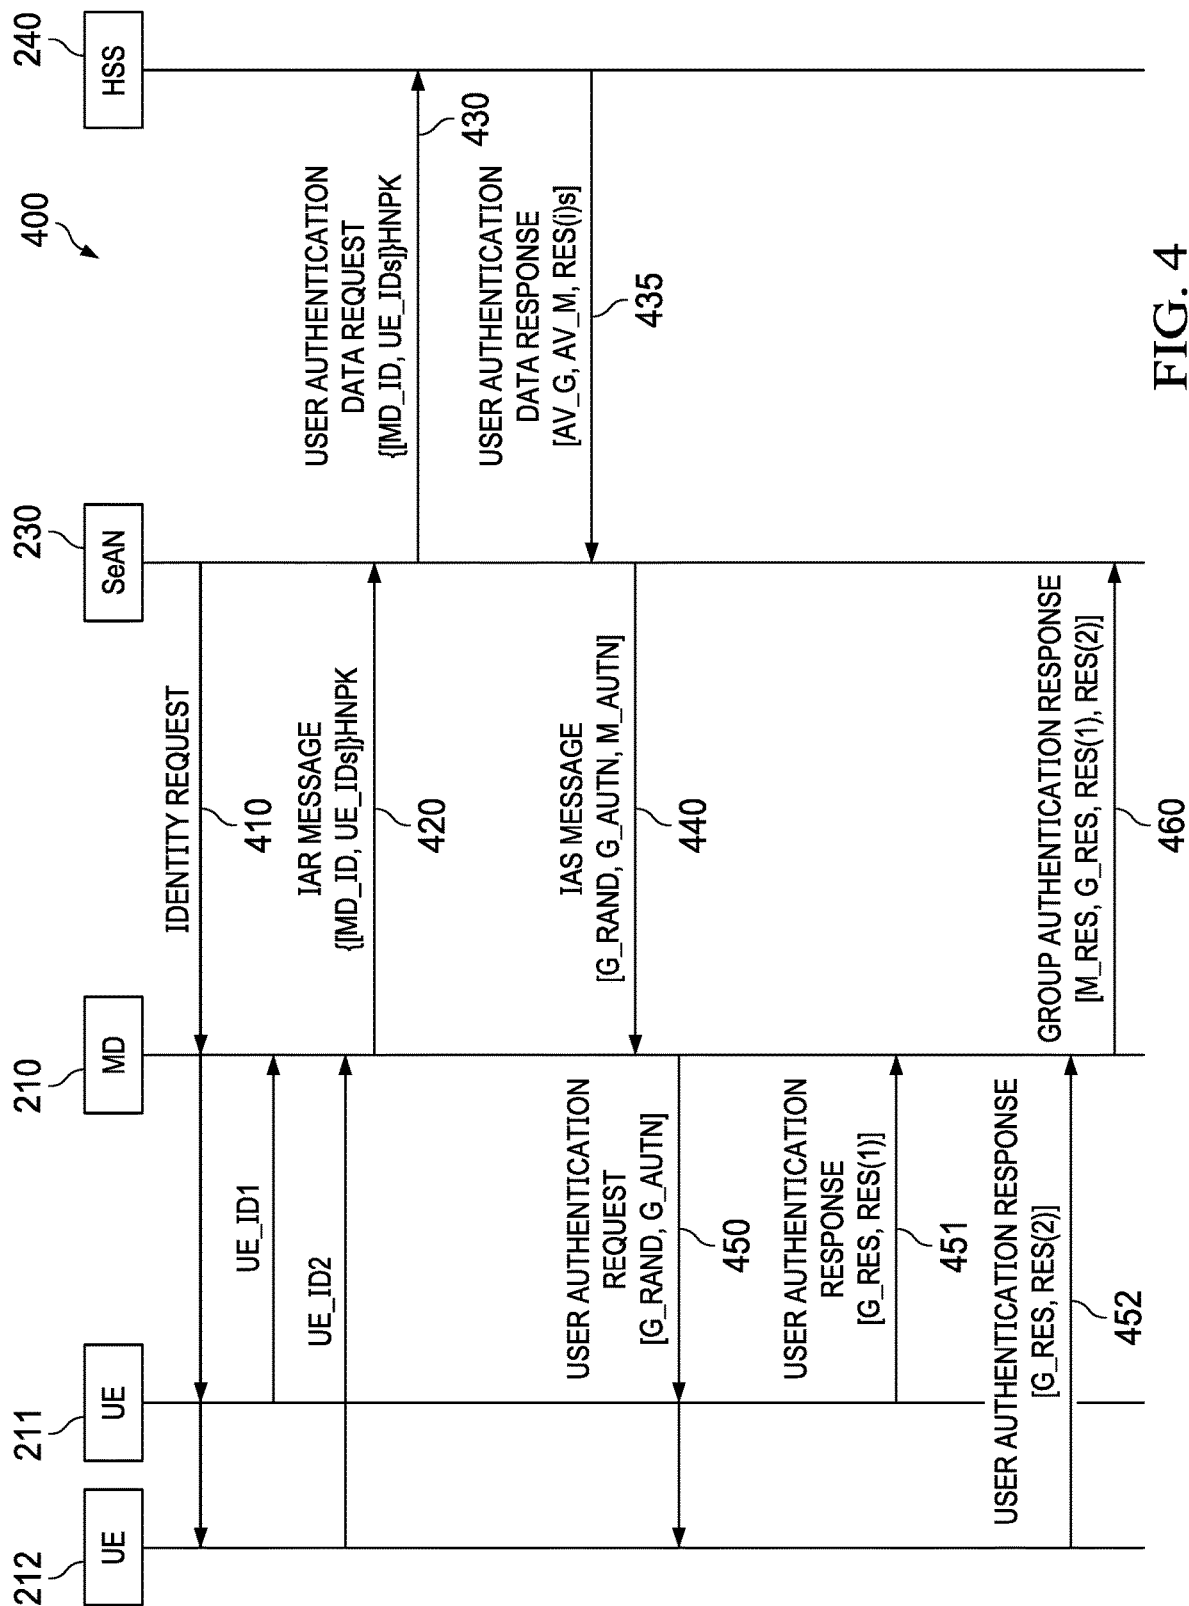 400
212
UE
211
UE
210
MD
230
SeAN
240
HSS
IDENTITY REQUEST
410
UE_ID1
UE_ID2
IAR MESSAGE
{[MD_ID, UE_IDs]}HNPK
420
USER AUTHENTICATION
DATA REQUEST
{[MD_ID, UE_IDs]}HNPK
430
USER AUTHENTICATION
DATA RESPONSE
[AV_G, AV_M, RES(i)s]
435
IAS MESSAGE
[G_RAND, G_AUTN, M_AUTN]
440
USER AUTHENTICATION
REQUEST
[G_RAND, G_AUTN]
450
USER AUTHENTICATION
RESPONSE
[G_RES, RES(1)]
451
USER AUTHENTICATION RESPONSE
[G_RES, RES(2)]
452
GROUP AUTHENTICATION RESPONSE
[M_RES, G_RES, RES(1), RES(2)]
460
FIG. 4